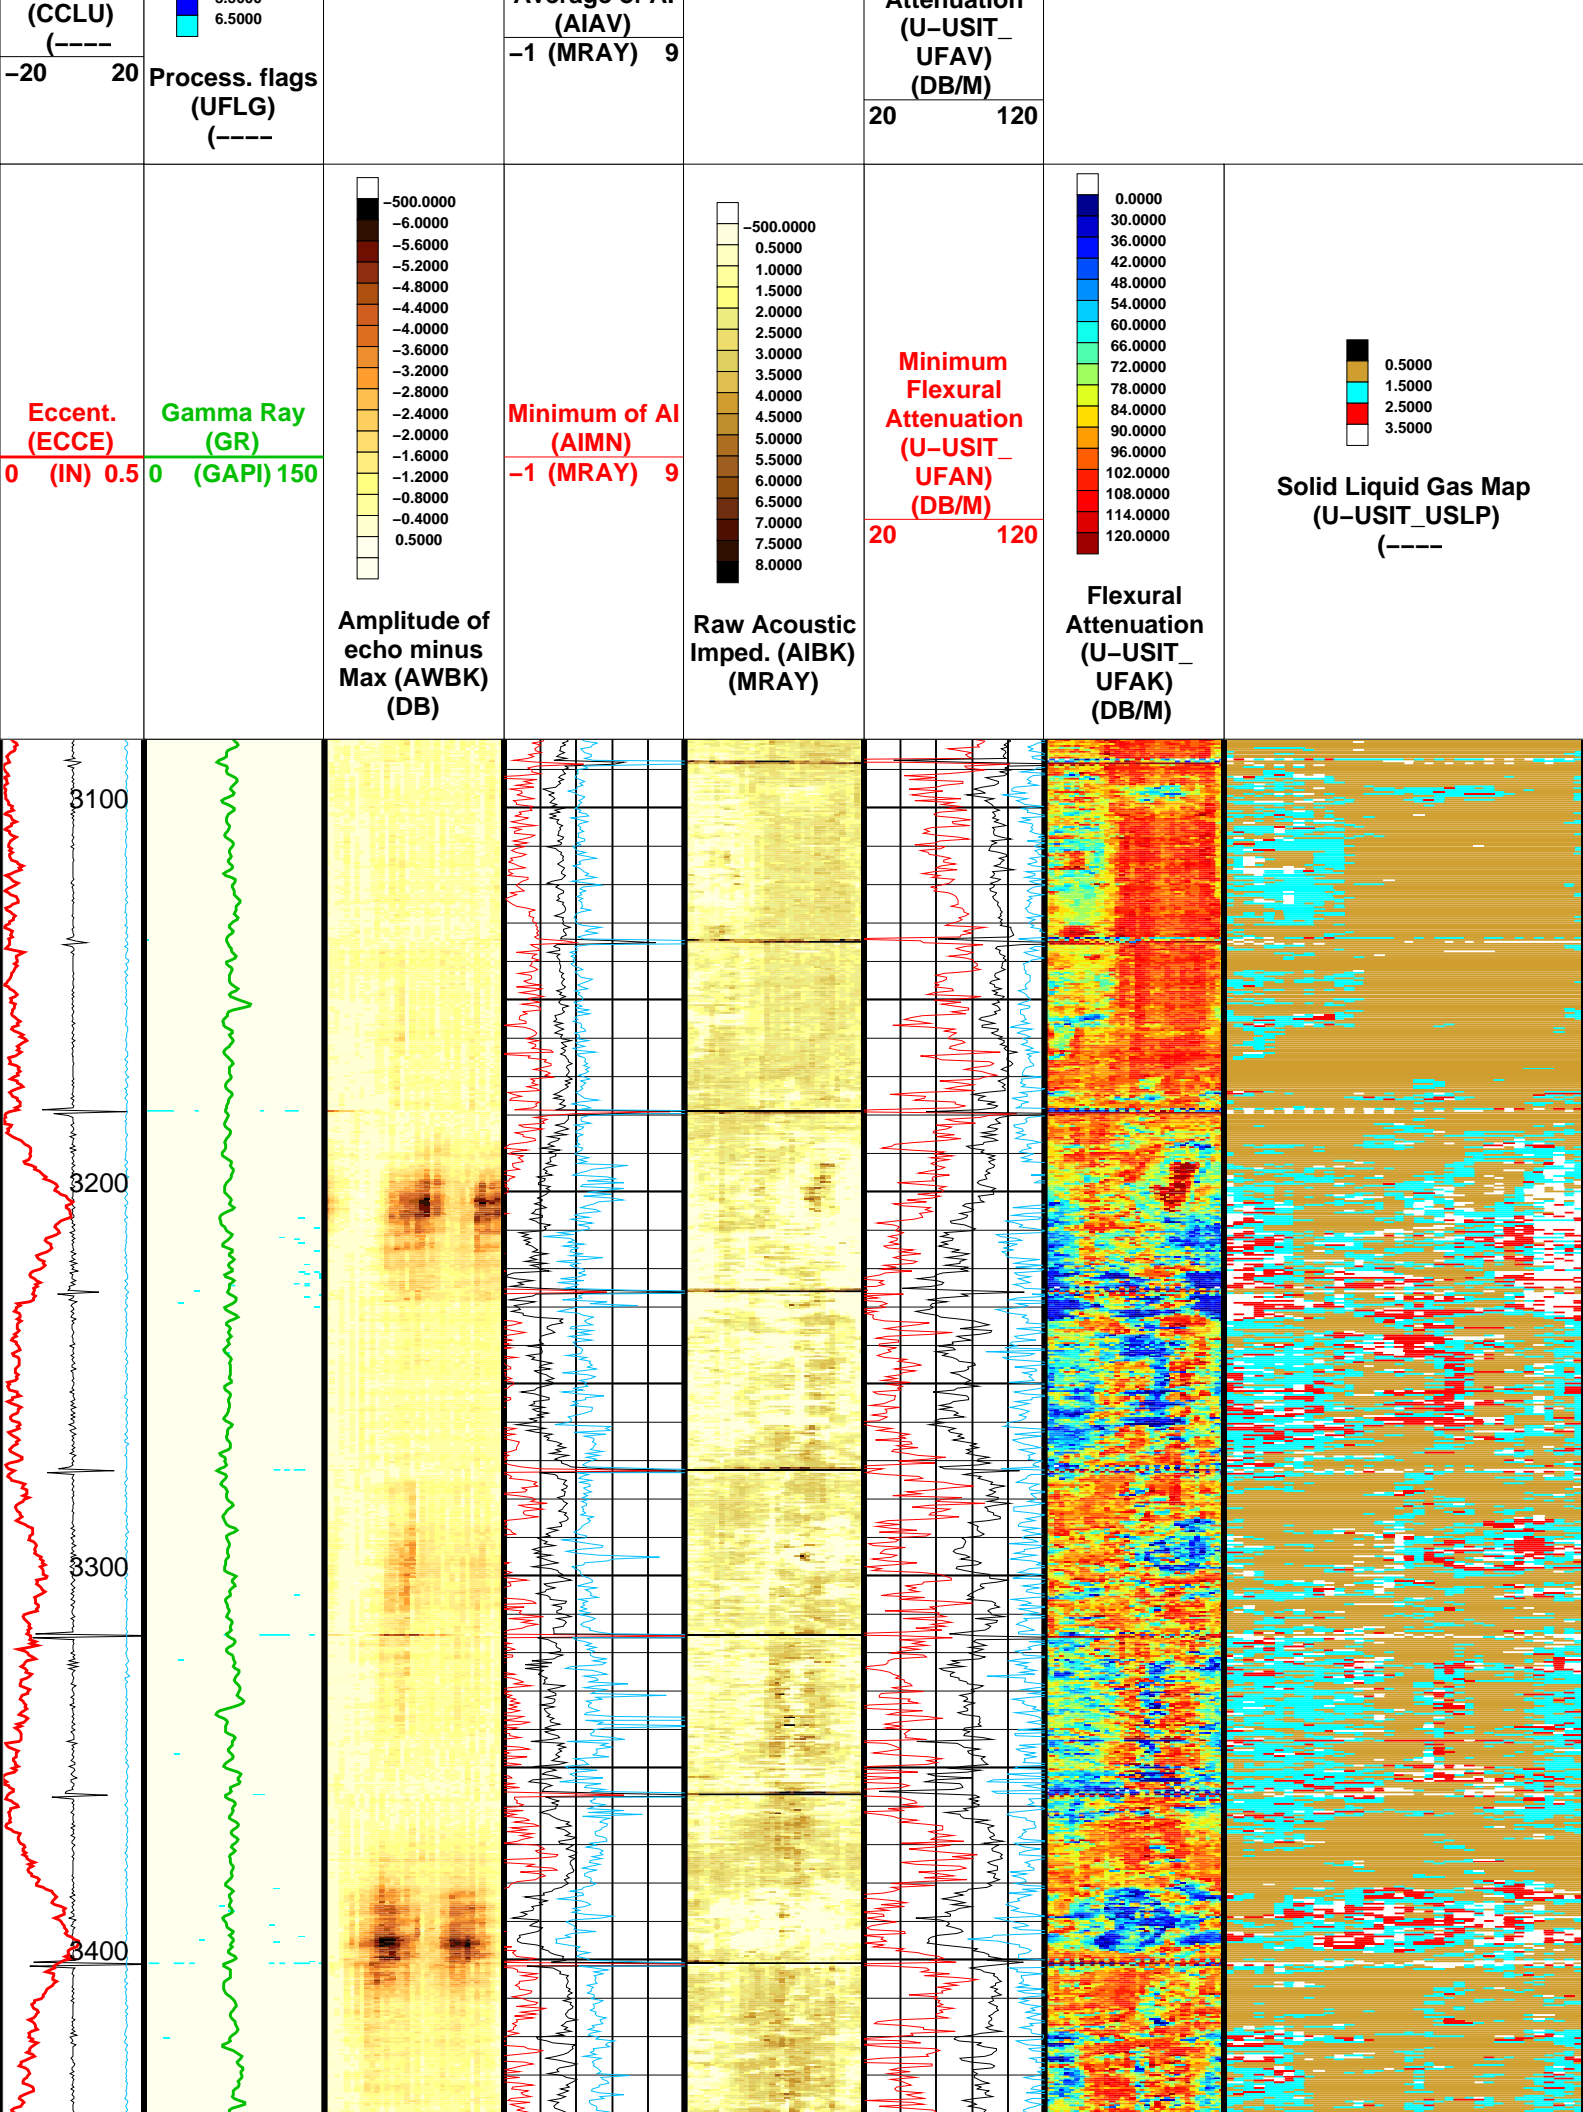 (CCLU)
(––––
–20 20
6.5000
Process. flags
(UFLG)
(––––
(AIAV)
–1 (MRAY) 9
Attenuation
(U–USIT_
UFAV)
(DB/M)
20 120
Eccent.
(ECCE)
0 (IN) 0.5
Gamma Ray
(GR)
0 (GAPI) 150
–500.0000
–6.0000
–5.6000
–5.2000
–4.8000
–4.4000
–4.0000
–3.6000
–3.2000
–2.8000
–2.4000
–2.0000
–1.6000
–1.2000
–0.8000
–0.4000
0.5000
Amplitude of
echo minus
Max (AWBK)
(DB)
Minimum of AI
(AIMN)
–1 (MRAY) 9
–500.0000
0.5000
1.0000
1.5000
2.0000
2.5000
3.0000
3.5000
4.0000
4.5000
5.0000
5.5000
6.0000
7.0000
7.5000
8.0000
Raw Acoustic
Imped. (AIBK)
(MRAY)
Minimum
Flexural
Attenuation
(U–USIT_
UFAN)
(DB/M)
20 120
0.0000
30.0000
36.0000
42.0000
48.0000
54.0000
60.0000
66.0000
72.0000
78.0000
84.0000
90.0000
96.0000
102.0000
108.0000
114.0000
120.0000
Flexural
Attenuation
(U–USIT_
UFAK)
(DB/M)
0.5000
1.5000
2.5000
3.5000
Solid Liquid Gas Map
(U–USIT_USLP)
(––––
3100
3200
3300
3400